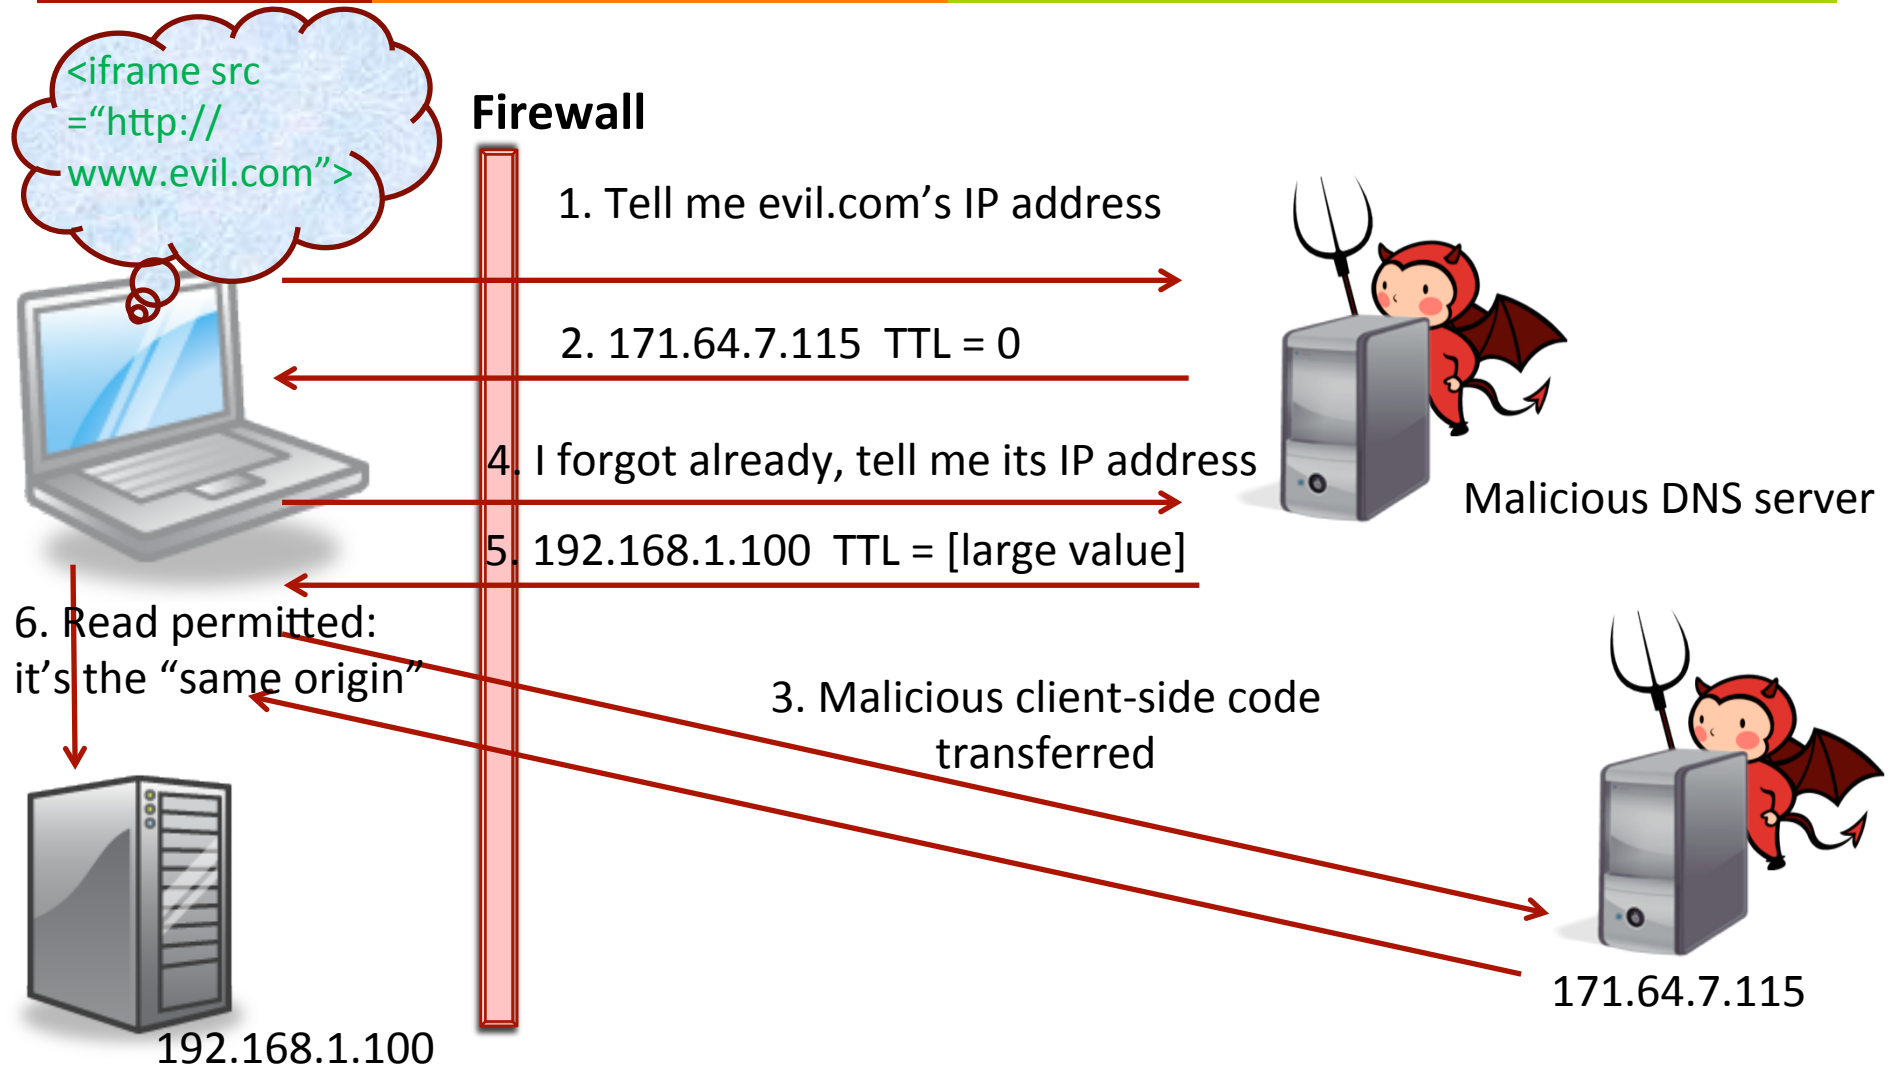 <iframe src
=“http://
www.evil.com”>
Firewall
1. Tell me evil.com’s IP address
2. 171.64.7.115 TTL = 0
4. I forgot already, tell me its IP address
Malicious DNS server
5. 192.168.1.100 TTL = [large value]
6. Read permitted:
it’s the “same origin”
3. Malicious client-side code
transferred
171.64.7.115
192.168.1.100